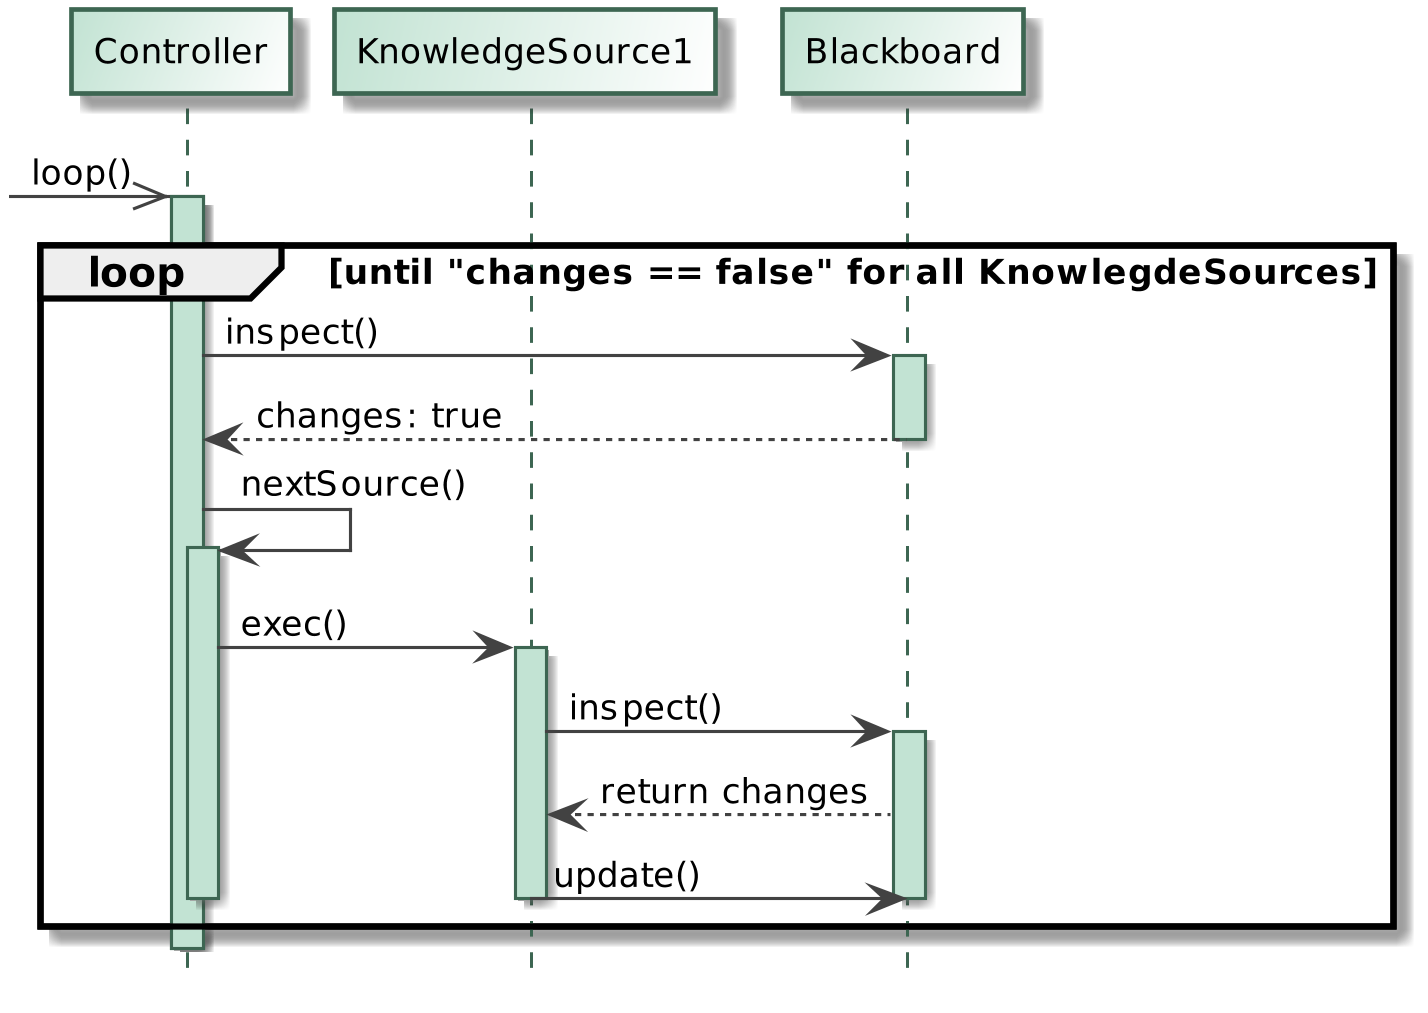 Controller
KnowledgeSource1
Blackboard
loop()
loop
[until "changes == false" for all KnowlegdeSources]
inspect()
changes: true
nextSource()
exec()
inspect()
return changes
update()